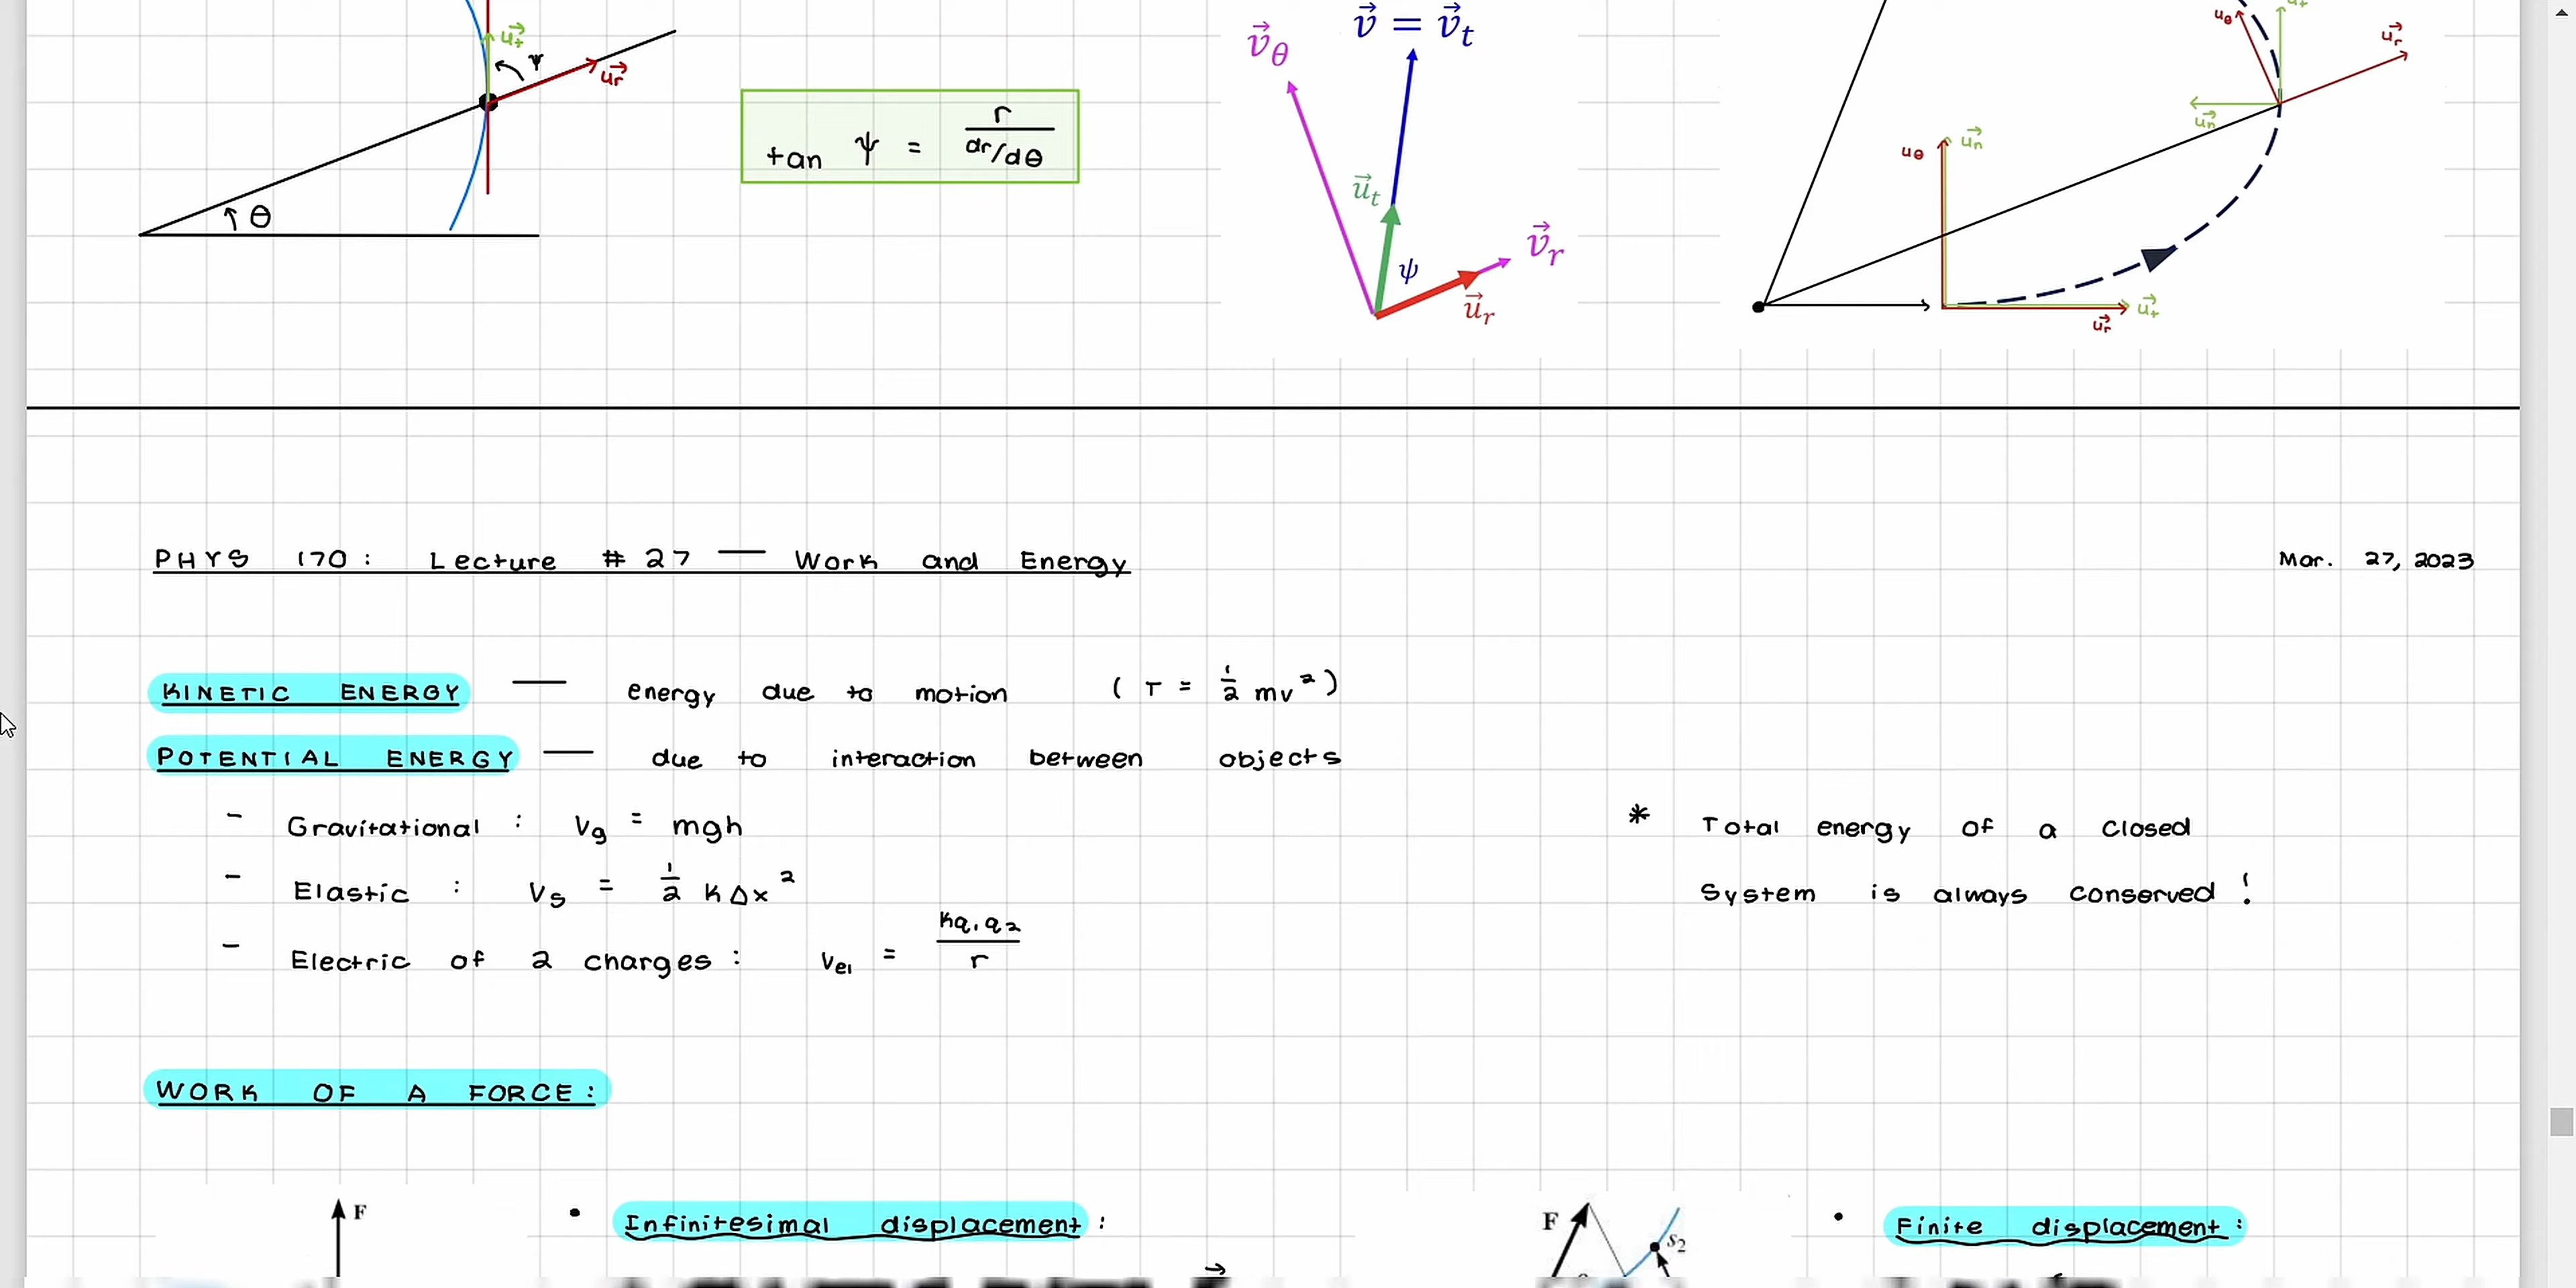 u⃗t
ψ
u⃗r
θ
tan ψ = r / dr/dθ
v⃗θ
v⃗ = v⃗t
u⃗t
ψ
v⃗r
u⃗r
uθ
u⃗r
u⃗n
uθ
u⃗n
u⃗t
u⃗r
PHYS 170: Lecture #27 — Work and Energy
Mar. 27, 2023
KINETIC ENERGY — energy due to motion (T = 1/2 mv²)
POTENTIAL ENERGY — due to interaction between objects
- Gravitational : Vg = mgh
* Total energy of a closed
- Elastic : Vs = 1/2 kΔx²
System is always conserved!
- Electric of 2 charges: Vel = kq₁q₂ / r
WORK OF A FORCE:
F
• Infinitesimal displacement:
F
s₂
• Finite displacement: